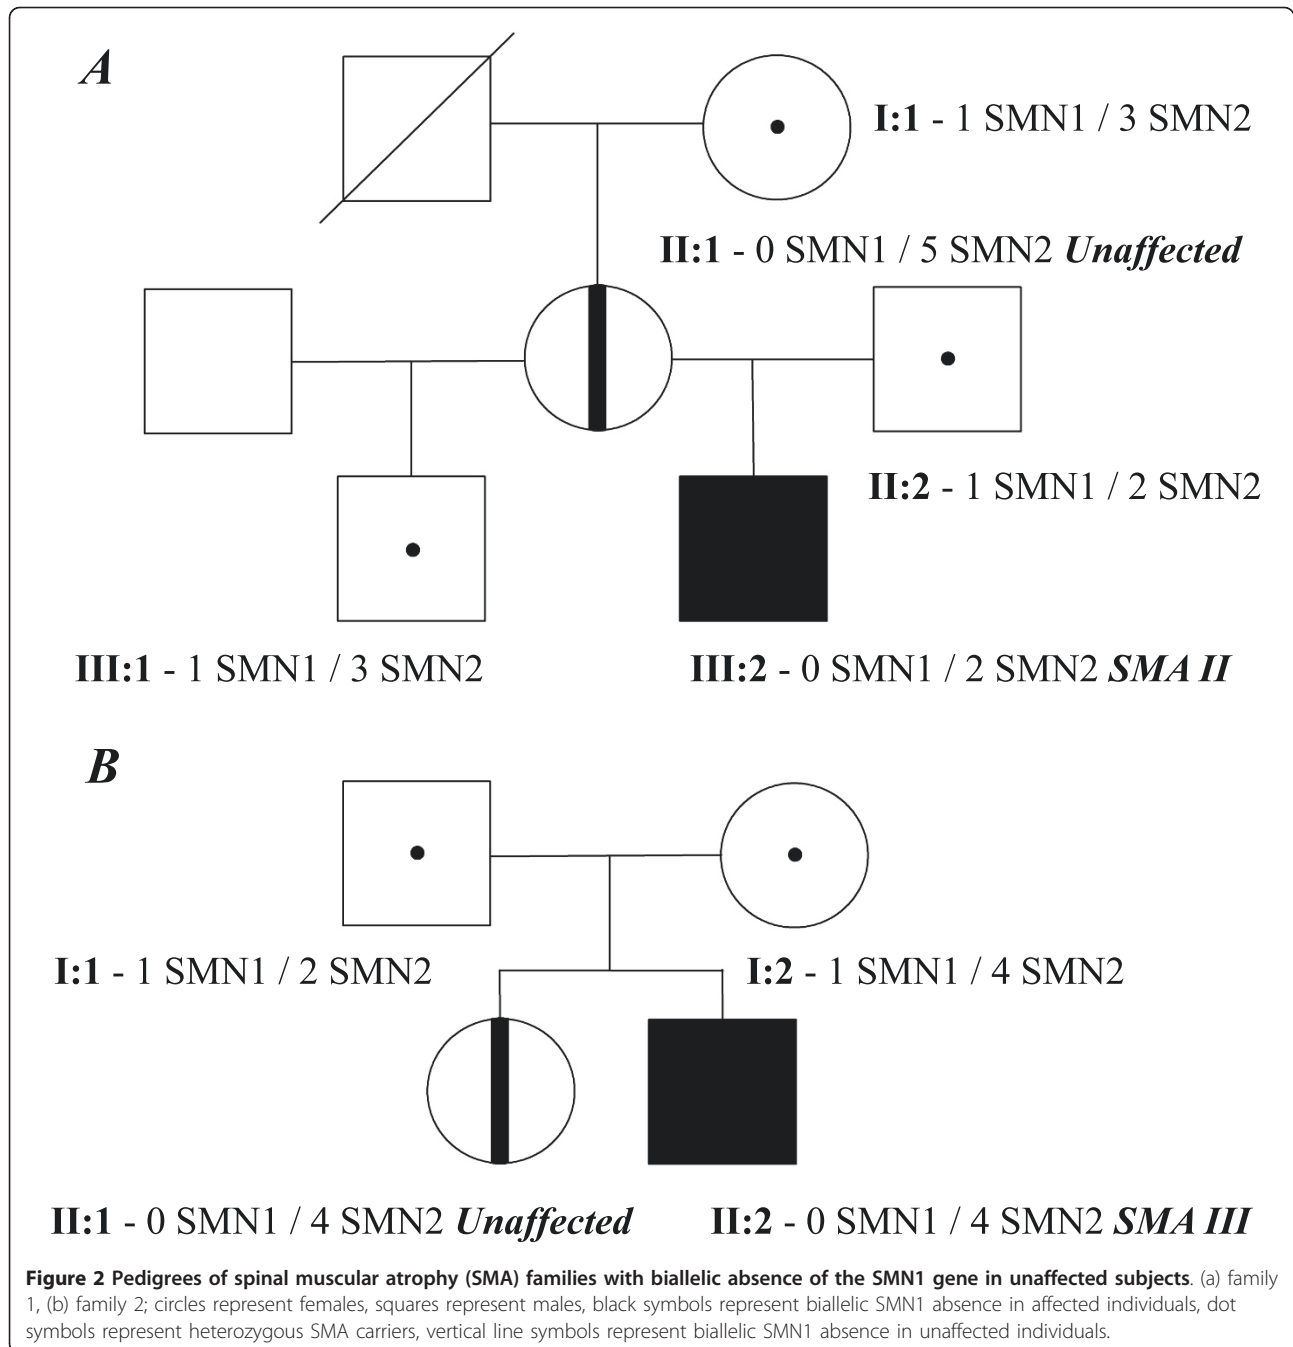 A
I:1 - 1 SMN1 / 3 SMN2
II:1 - 0 SMN1 / 5 SMN2 Unaffected
II:2 - 1 SMN1 / 2 SMN2
III:1 - 1 SMN1 / 3 SMN2
III:2 - 0 SMN1 / 2 SMN2 SMA II
B
I:1 - 1 SMN1 / 2 SMN2
I:2 - 1 SMN1 / 4 SMN2
II:1 - 0 SMN1 / 4 SMN2 Unaffected
II:2 - 0 SMN1 / 4 SMN2 SMA III
Figure 2 Pedigrees of spinal muscular atrophy (SMA) families with biallelic absence of the SMN1 gene in unaffected subjects. (a) family
1, (b) family 2; circles represent females, squares represent males, black symbols represent biallelic SMN1 absence in affected individuals, dot
symbols represent heterozygous SMA carriers, vertical line symbols represent biallelic SMN1 absence in unaffected individuals.